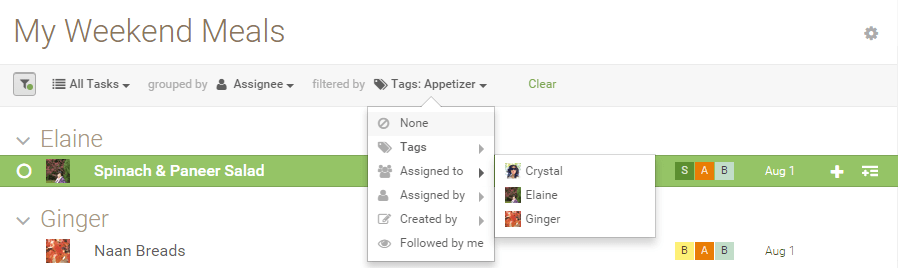 My Weekend Meals
All Tasks grouped by Assignee filtered by Tags: Appetizer Clear
None
Elaine
Tags
Spinach & Paneer Salad Assigned to Crystal S A B Aug 1
Assigned by Elaine
Ginger Created by Ginger
Followed by me
Naan Breads B A B Aug 1